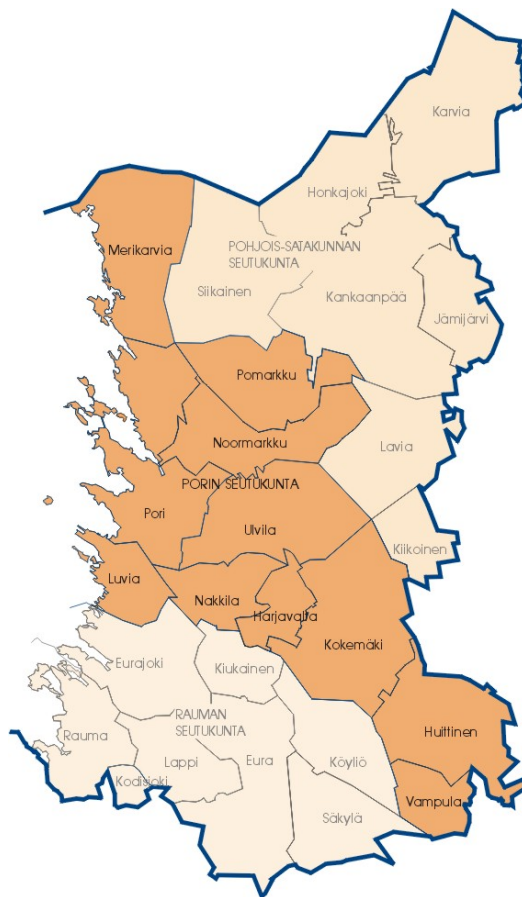 Karvia
Honkajoki
Merikarvia
POHJOIS-SATAKUNNAN
SEUTUKUNTA
Siikainen
Kankaanpää
Jämijärvi
Pomarkku
Noormarkku
Lavia
PORIN SEUTUKUNTA
Pori
Ulvila
Kiikoinen
Luvia
Nakkila
Harjavalta
Kokemäki
Eurajoki
Kiukainen
RAUMAN
SEUTUKUNTA
Rauma
Huittinen
Lappi
Eura
Köyliö
Kodisjoki
Vampula
Säkylä